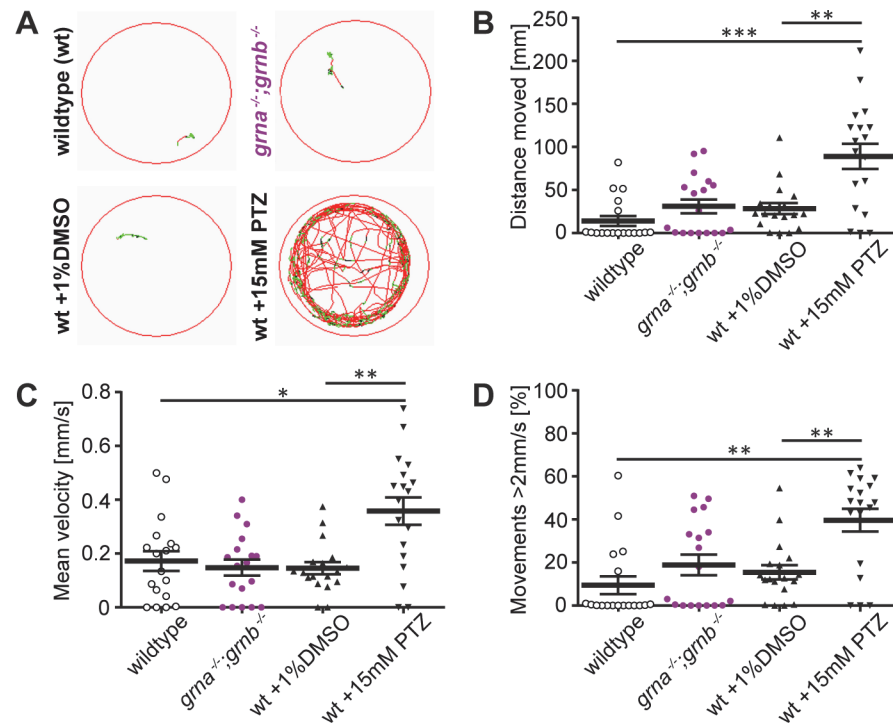 A
wildtype (wt)
grna-/-;grnb-/-
wt +1%DMSO
wt +15mM PTZ
B
Distance moved [mm]
250
200
150
100
50
0
**
***
wildtype
grna-/-;grnb-/-
wt +1%DMSO
wt +15mM PTZ
C
Mean velocity [mm/s]
0.8
0.6
0.4
0.2
0
**
*
wildtype
grna-/-;grnb-/-
wt +1%DMSO
wt +15mM PTZ
D
Movements >2mm/s [%]
100
80
60
40
20
0
**
**
wildtype
grna-/-;grnb-/-
wt +1%DMSO
wt +15mM PTZ